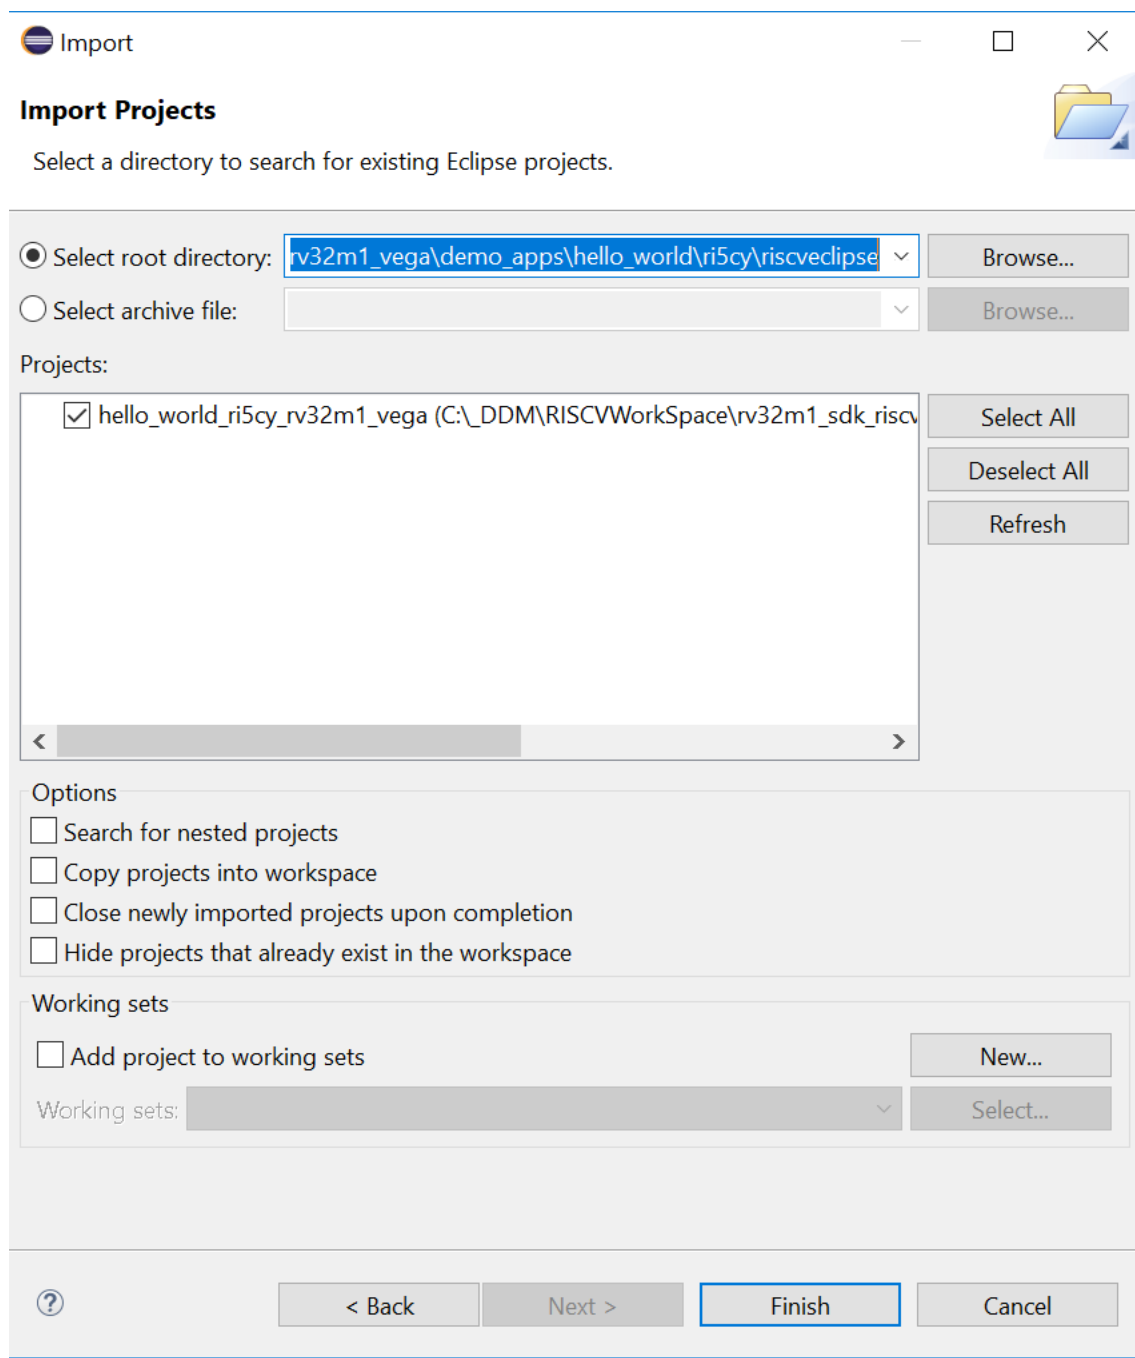 Import
Import Projects
Select a directory to search for existing Eclipse projects.
Select root directory: rv32m1_vega\demo_apps\hello_world\ri5cy\riscveclipse Browse...
Select archive file: Browse...
Projects:
hello_world_ri5cy_rv32m1_vega (C:\_DDM\RISCVWorkSpace\rv32m1_sdk_riscv Select All
Deselect All
Refresh
Options
Search for nested projects
Copy projects into workspace
Close newly imported projects upon completion
Hide projects that already exist in the workspace
Working sets
Add project to working sets New...
Working sets: Select...
? < Back Next > Finish Cancel